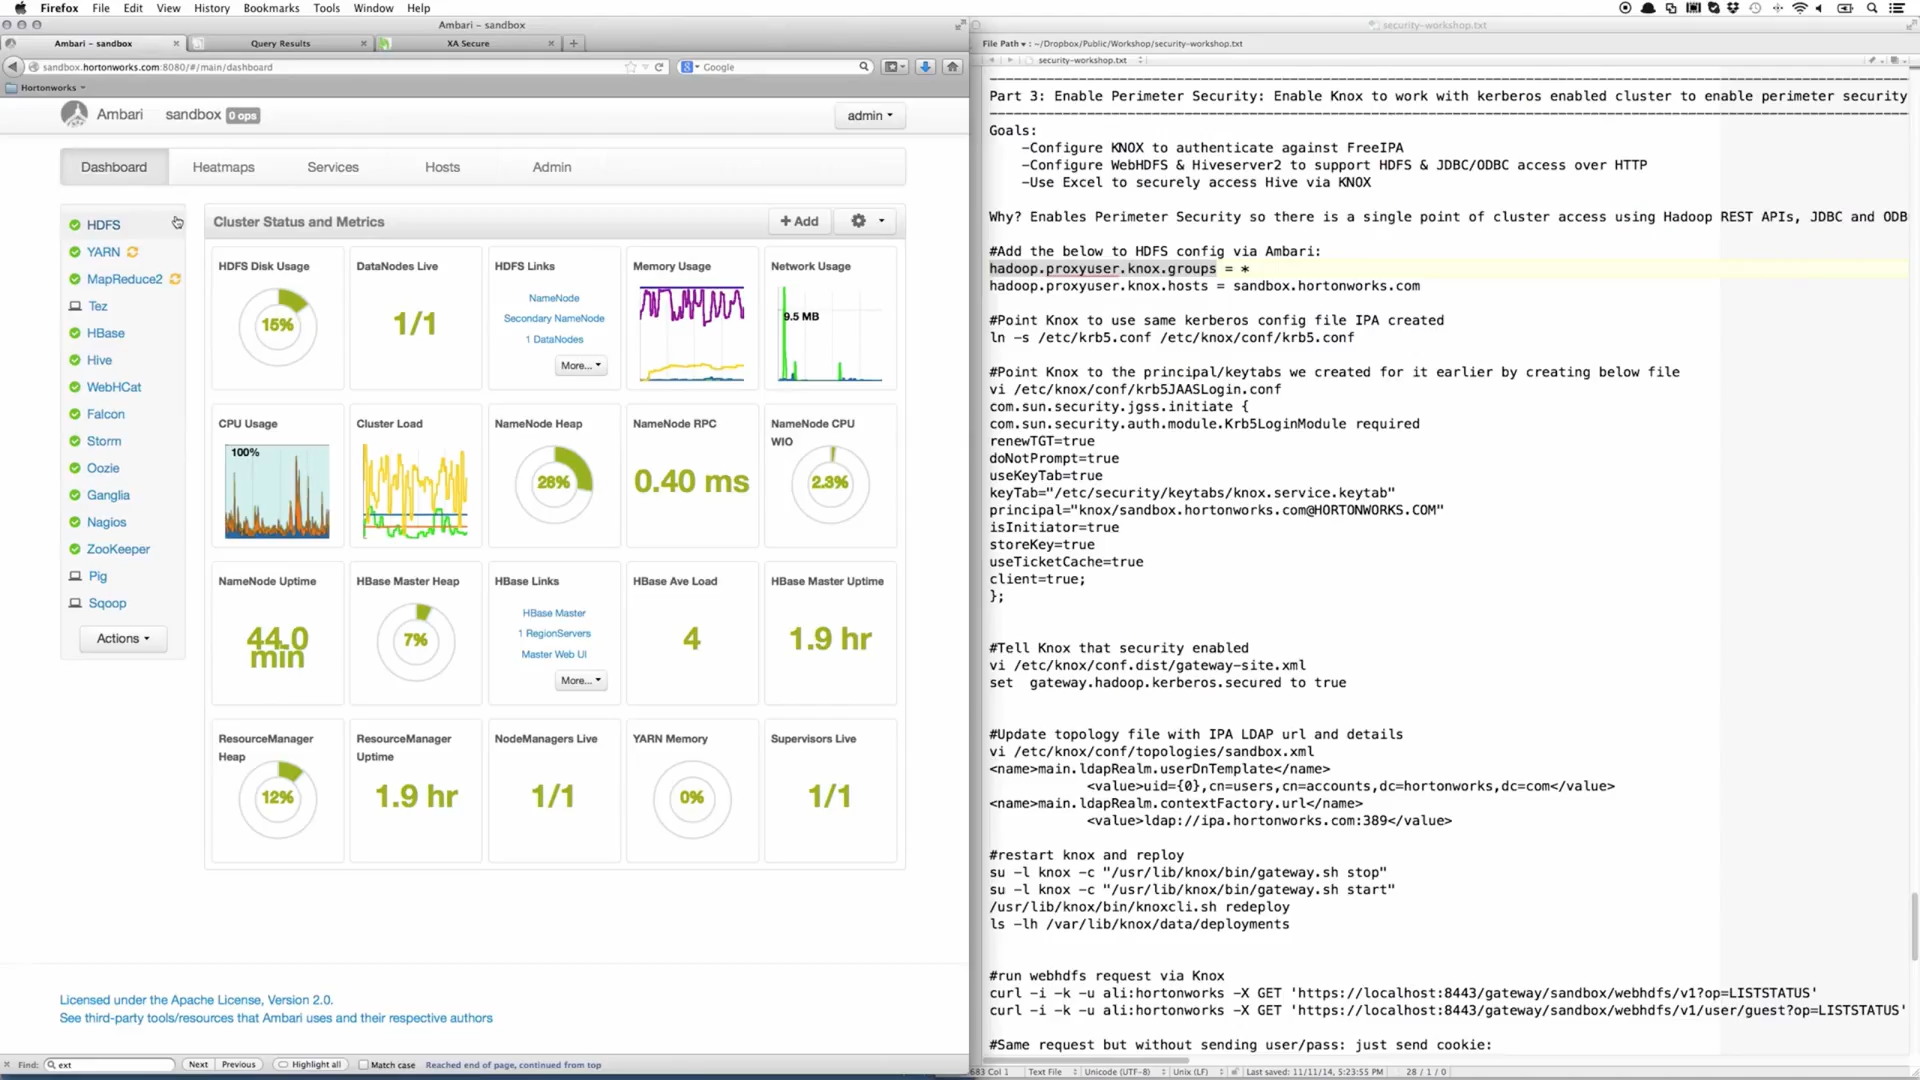 Firefox File Edit View History Bookmarks Tools Window Help
Ambari - sandbox
Ambari - sandbox
Query Results
XA Secure
sandbox.hortonworks.com:8080/#/main/dashboard
Google
Hortonworks
Ambari sandbox 0 ops
admin
Dashboard Heatmaps Services Hosts Admin
HDFS
YARN
MapReduce2
Tez
HBase
Hive
WebHCat
Falcon
Storm
Oozie
Ganglia
Nagios
ZooKeeper
Pig
Sqoop
Actions
Cluster Status and Metrics
+ Add
HDFS Disk Usage
15%
DataNodes Live
1/1
HDFS Links
NameNode
Secondary NameNode
1 DataNodes
More...
Memory Usage
Network Usage
9.5 MB
CPU Usage
100%
Cluster Load
NameNode Heap
28%
NameNode RPC
0.40 ms
NameNode CPU
WIO
2.3%
NameNode Uptime
44.0
min
HBase Master Heap
7%
HBase Links
HBase Master
1 RegionServers
Master Web UI
More...
HBase Ave Load
4
HBase Master Uptime
1.9 hr
ResourceManager
Heap
12%
ResourceManager
Uptime
1.9 hr
NodeManagers Live
1/1
YARN Memory
0%
Supervisors Live
1/1
Licensed under the Apache License, Version 2.0.
See third-party tools/resources that Ambari uses and their respective authors
Find: ext Next Previous Highlight all Match case Reached end of page, continued from top
security-workshop.txt
File Path ▾ : ~/Dropbox/Public/Workshop/security-workshop.txt
security-workshop.txt
Part 3: Enable Perimeter Security: Enable Knox to work with kerberos enabled cluster to enable perimeter security
Goals:
-Configure KNOX to authenticate against FreeIPA
-Configure WebHDFS & Hiveserver2 to support HDFS & JDBC/ODBC access over HTTP
-Use Excel to securely access Hive via KNOX
Why? Enables Perimeter Security so there is a single point of cluster access using Hadoop REST APIs, JDBC and ODB
#Add the below to HDFS config via Ambari:
hadoop.proxyuser.knox.groups = *
hadoop.proxyuser.knox.hosts = sandbox.hortonworks.com
#Point Knox to use same kerberos config file IPA created
ln -s /etc/krb5.conf /etc/knox/conf/krb5.conf
#Point Knox to the principal/keytabs we created for it earlier by creating below file
vi /etc/knox/conf/krb5JAASLogin.conf
com.sun.security.jgss.initiate {
com.sun.security.auth.module.Krb5LoginModule required
renewTGT=true
doNotPrompt=true
useKeyTab=true
keyTab="/etc/security/keytabs/knox.service.keytab"
principal="knox/sandbox.hortonworks.com@HORTONWORKS.COM"
isInitiator=true
storeKey=true
useTicketCache=true
client=true;
};
#Tell Knox that security enabled
vi /etc/knox/conf.dist/gateway-site.xml
set  gateway.hadoop.kerberos.secured to true
#Update topology file with IPA LDAP url and details
vi /etc/knox/conf/topologies/sandbox.xml
<name>main.ldapRealm.userDnTemplate</name>
<value>uid={0},cn=users,cn=accounts,dc=hortonworks,dc=com</value>
<name>main.ldapRealm.contextFactory.url</name>
<value>ldap://ipa.hortonworks.com:389</value>
#restart knox and reploy
su -l knox -c "/usr/lib/knox/bin/gateway.sh stop"
su -l knox -c "/usr/lib/knox/bin/gateway.sh start"
/usr/lib/knox/bin/knoxcli.sh redeploy
ls -lh /var/lib/knox/data/deployments
#run webhdfs request via Knox
curl -i -k -u ali:hortonworks -X GET 'https://localhost:8443/gateway/sandbox/webhdfs/v1?op=LISTSTATUS'
curl -i -k -u ali:hortonworks -X GET 'https://localhost:8443/gateway/sandbox/webhdfs/v1/user/guest?op=LISTSTATUS'
#Same request but without sending user/pass: just send cookie:
683 Col 1 Text File Unicode (UTF-8) Unix (LF) Last saved: 11/11/14, 5:23:55 PM 28 / 1 / 0